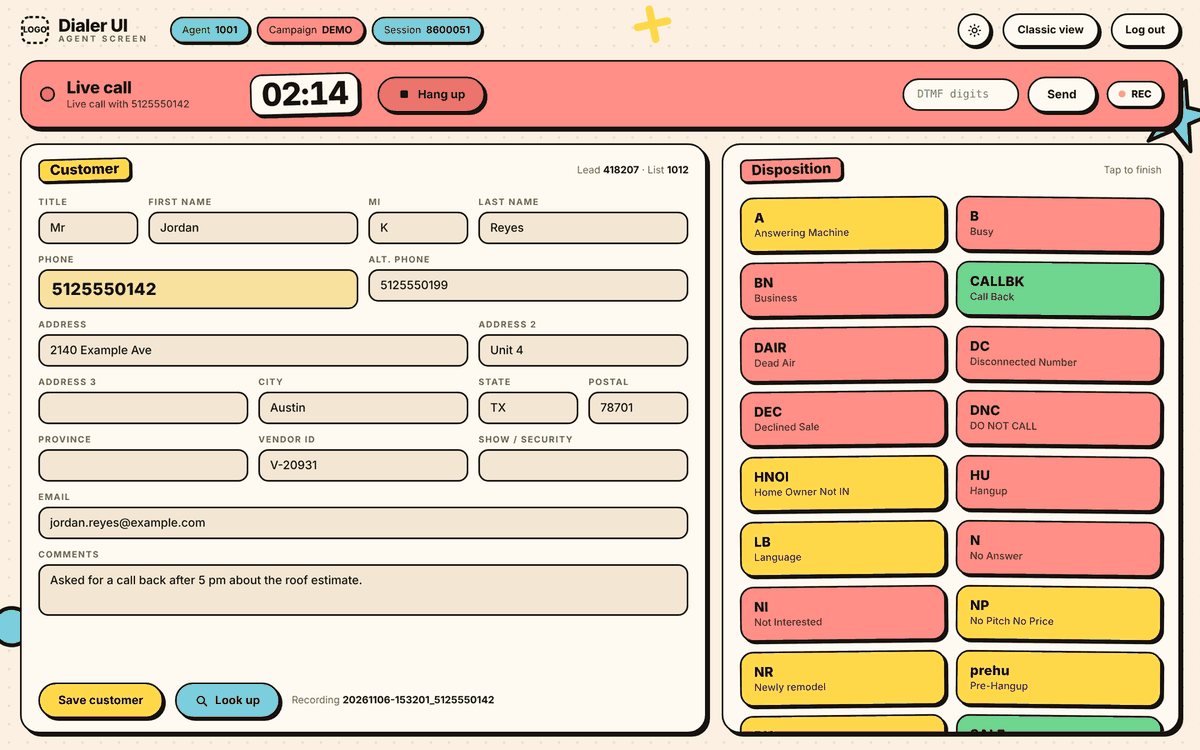 LOGO
Dialer UI
AGENT SCREEN
Agent 1001
Campaign DEMO
Session 8600051
Classic view
Log out
Live call
Live call with 5125550142
02:14
Hang up
DTMF digits
Send
REC
Customer
Lead 418207 · List 1012
TITLE
FIRST NAME
MI
LAST NAME
Mr
Jordan
K
Reyes
PHONE
ALT. PHONE
5125550142
5125550199
ADDRESS
ADDRESS 2
2140 Example Ave
Unit 4
ADDRESS 3
CITY
STATE
POSTAL
Austin
TX
78701
PROVINCE
VENDOR ID
SHOW / SECURITY
V-20931
EMAIL
jordan.reyes@example.com
COMMENTS
Asked for a call back after 5 pm about the roof estimate.
Save customer
Look up
Recording 20261106-153201_5125550142
Disposition
Tap to finish
A
Answering Machine
B
Busy
BN
Business
CALLBK
Call Back
DAIR
Dead Air
DC
Disconnected Number
DEC
Declined Sale
DNC
DO NOT CALL
HNOI
Home Owner Not IN
HU
Hangup
LB
Language
N
No Answer
NI
Not Interested
NP
No Pitch No Price
NR
Newly remodel
prehu
Pre-Hangup